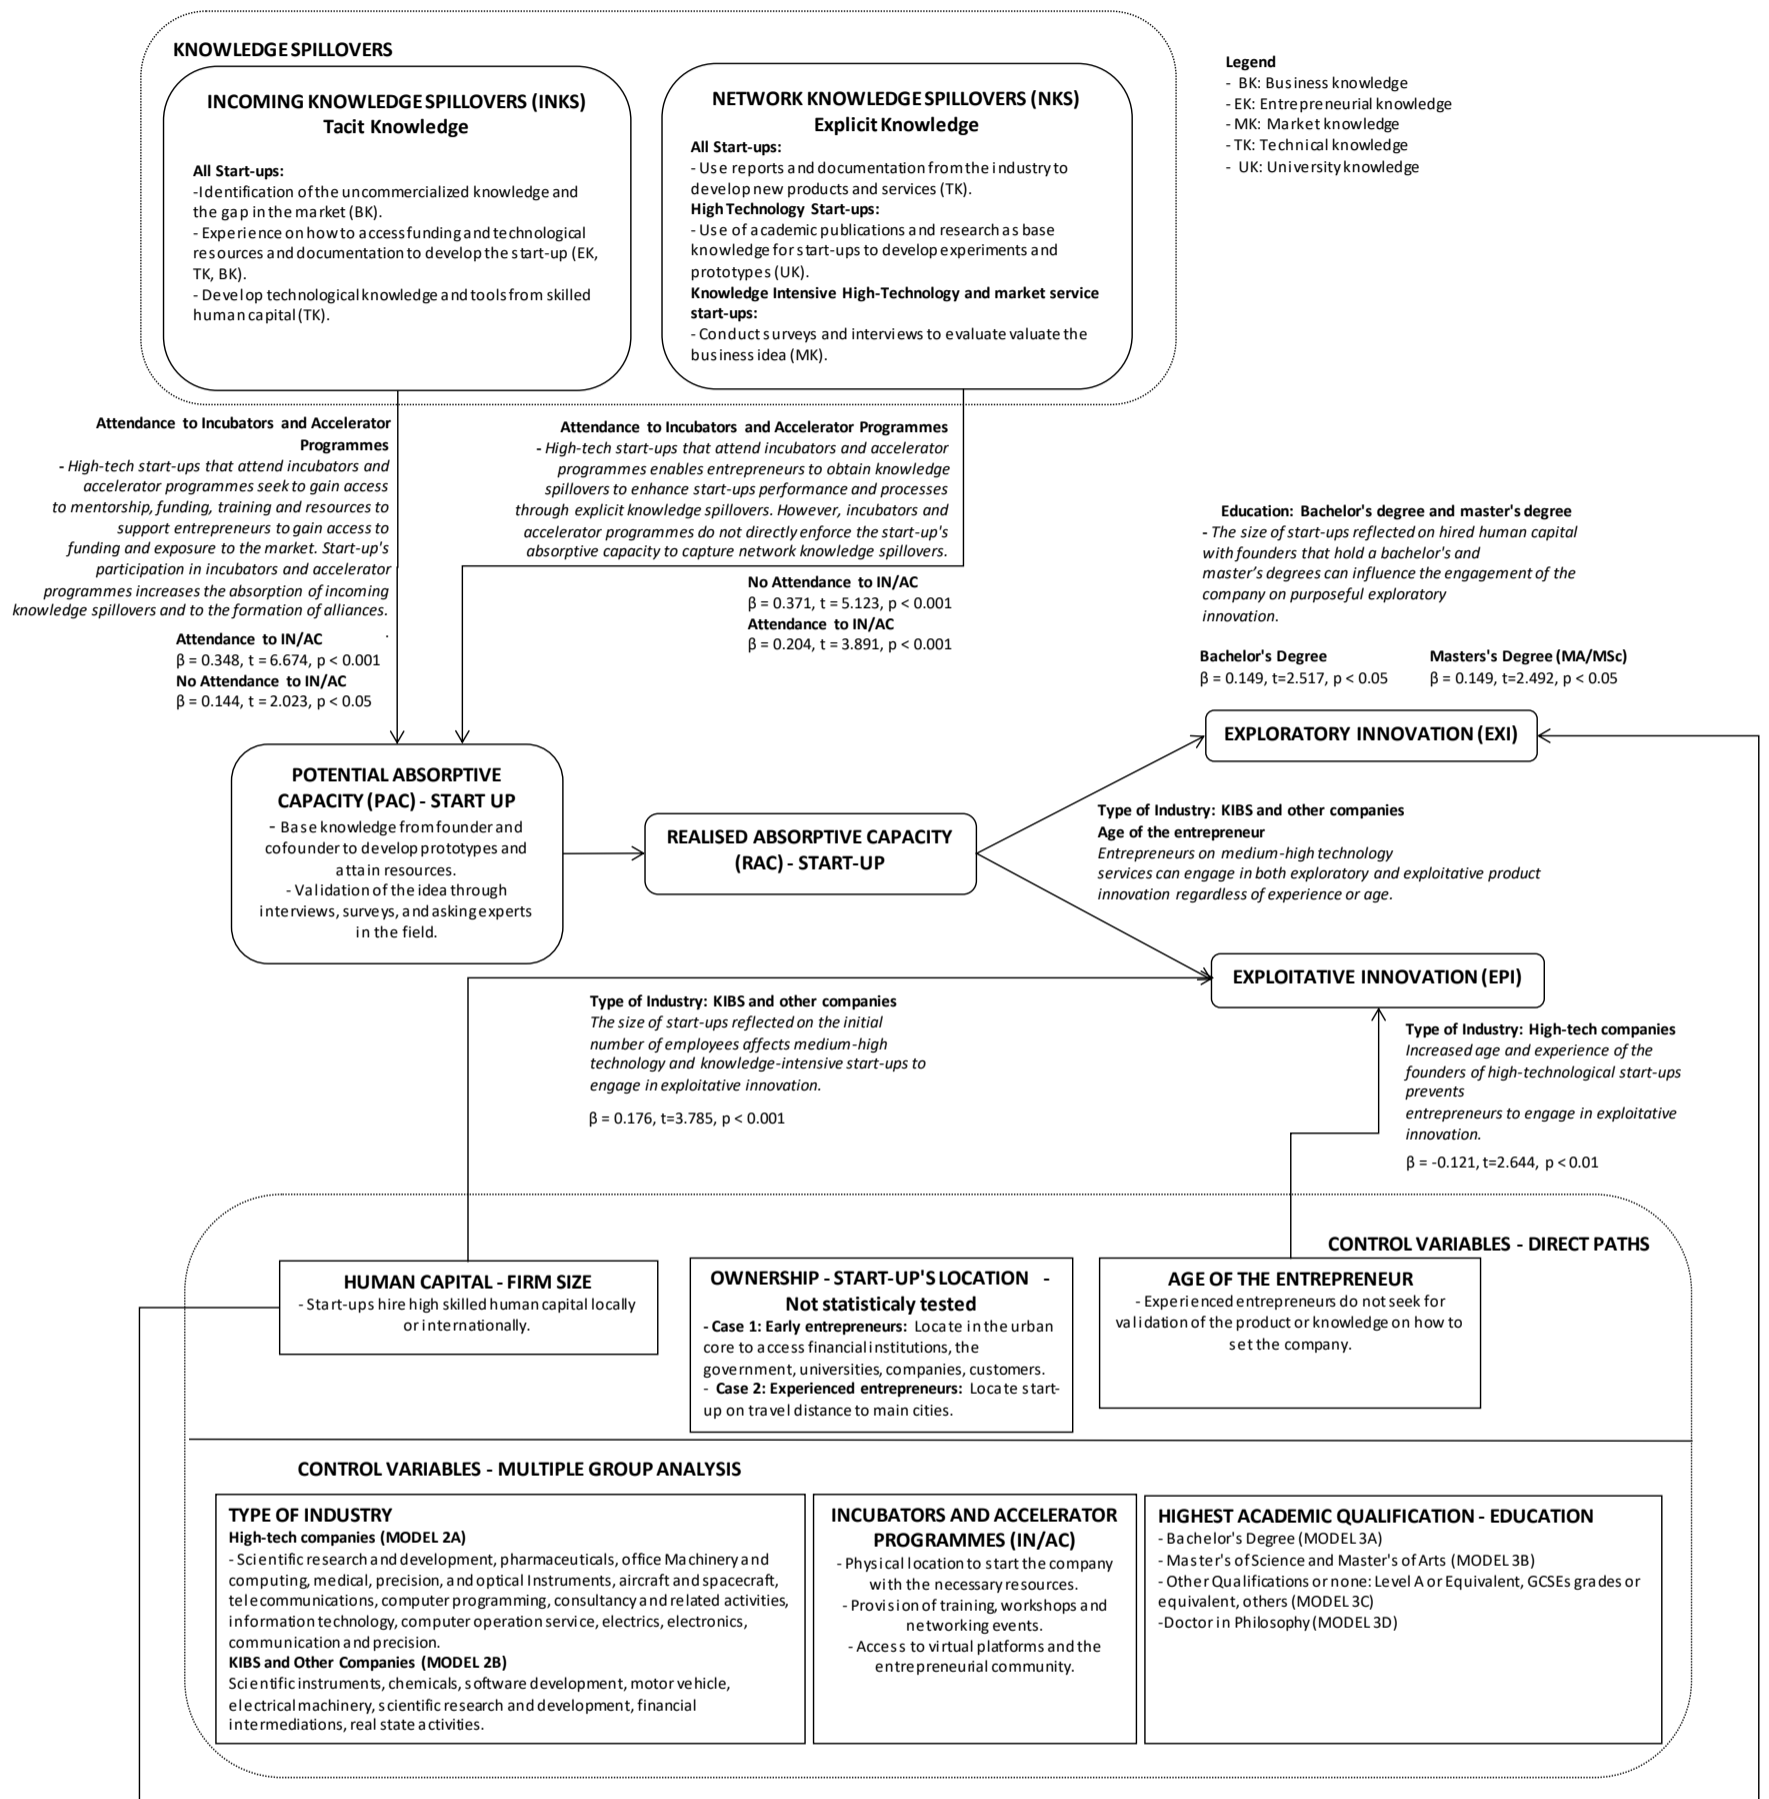 KNOWLEDGE SPILLOVERS
INCOMING KNOWLEDGE SPILLOVERS (INKS)
Tacit Knowledge
All Start-ups:
-Identification of the uncommercialized knowledge and
the gap in the market (BK).
- Experience on how to access funding and technological
resources and documentation to develop the start-up (EK,
TK, BK).
- Develop technological knowledge and tools from skilled
human capital (TK).
NETWORK KNOWLEDGE SPILLOVERS (NKS)
Explicit Knowledge
All Start-ups:
- Use reports and documentation from the industry to
develop new products and services (TK).
High Technology Start-ups:
- Use of academic publications and research as base
knowledge for start-ups to develop experiments and
prototypes (UK).
Knowledge Intensive High-Technology and market service
start-ups:
- Conduct surveys and interviews to evaluate valuate the
business idea (MK).
Legend
- BK: Business knowledge
- EK: Entrepreneurial knowledge
- MK: Market knowledge
- TK: Technical knowledge
- UK: University knowledge
Attendance to Incubators and Accelerator
Programmes
- High-tech start-ups that attend incubators and
accelerator programmes seek to gain access
to mentorship, funding, training and resources to
support entrepreneurs to gain access to
funding and exposure to the market. Start-up's
participation in incubators and accelerator
programmes increases the absorption of incoming
knowledge spillovers and to the formation of alliances.
.
Attendance to IN/AC
β = 0.348, t = 6.674, p < 0.001
No Attendance to IN/AC
β = 0.144, t = 2.023, p < 0.05
Attendance to Incubators and Accelerator Programmes
- High-tech start-ups that attend incubators and accelerator
programmes enables entrepreneurs to obtain knowledge
spillovers to enhance start-ups performance and processes
through explicit knowledge spillovers. However, incubators and
accelerator programmes do not directly enforce the start-up's
absorptive capacity to capture network knowledge spillovers.
No Attendance to IN/AC
β = 0.371, t = 5.123, p < 0.001
Attendance to IN/AC
β = 0.204, t = 3.891, p < 0.001
Education: Bachelor's degree and master's degree
- The size of start-ups reflected on hired human capital
with founders that hold a bachelor's and
master's degrees can influence the engagement of the
company on purposeful exploratory
innovation.
Bachelor's Degree
β = 0.149, t=2.517, p < 0.05
Masters's Degree (MA/MSc)
β = 0.149, t=2.492, p < 0.05
EXPLORATORY INNOVATION (EXI)
POTENTIAL ABSORPTIVE
CAPACITY (PAC) - START UP
- Base knowledge from founder and
cofounder to develop prototypes and
attain resources.
- Validation of the idea through
interviews, surveys, and asking experts
in the field.
REALISED ABSORPTIVE CAPACITY
(RAC) - START-UP
Type of Industry: KIBS and other companies
Age of the entrepreneur
Entrepreneurs on medium-high technology
services can engage in both exploratory and exploitative product
innovation regardless of experience or age.
EXPLOITATIVE INNOVATION (EPI)
Type of Industry: KIBS and other companies
The size of start-ups reflected on the initial
number of employees affects medium-high
technology and knowledge-intensive start-ups to
engage in exploitative innovation.
β = 0.176, t=3.785, p < 0.001
Type of Industry: High-tech companies
Increased age and experience of the
founders of high-technological start-ups
prevents
entrepreneurs to engage in exploitative
innovation.
β = -0.121, t=2.644, p < 0.01
CONTROL VARIABLES - DIRECT PATHS
HUMAN CAPITAL - FIRM SIZE
- Start-ups hire high skilled human capital locally
or internationally.
OWNERSHIP - START-UP'S LOCATION -
Not statisticaly tested
- Case 1: Early entrepreneurs: Locate in the urban
core to access financial institutions, the
government, universities, companies, customers.
- Case 2: Experienced entrepreneurs: Locate start-
up on travel distance to main cities.
AGE OF THE ENTREPRENEUR
- Experienced entrepreneurs do not seek for
validation of the product or knowledge on how to
set the company.
CONTROL VARIABLES - MULTIPLE GROUP ANALYSIS
TYPE OF INDUSTRY
High-tech companies (MODEL 2A)
- Scientific research and development, pharmaceuticals, office Machinery and
computing, medical, precision, and optical Instruments, aircraft and spacecraft,
telecommunications, computer programming, consultancy and related activities,
information technology, computer operation service, electrics, electronics,
communication and precision.
KIBS and Other Companies (MODEL 2B)
Scientific instruments, chemicals, software development, motor vehicle,
electrical machinery, scientific research and development, financial
intermediations, real state activities.
INCUBATORS AND ACCELERATOR
PROGRAMMES (IN/AC)
- Physical location to start the company
with the necessary resources.
- Provision of training, workshops and
networking events.
- Access to virtual platforms and the
entrepreneurial community.
HIGHEST ACADEMIC QUALIFICATION - EDUCATION
- Bachelor's Degree (MODEL 3A)
- Master's of Science and Master's of Arts (MODEL 3B)
- Other Qualifications or none: Level A or Equivalent, GCSEs grades or
equivalent, others (MODEL 3C)
-Doctor in Philosophy (MODEL 3D)